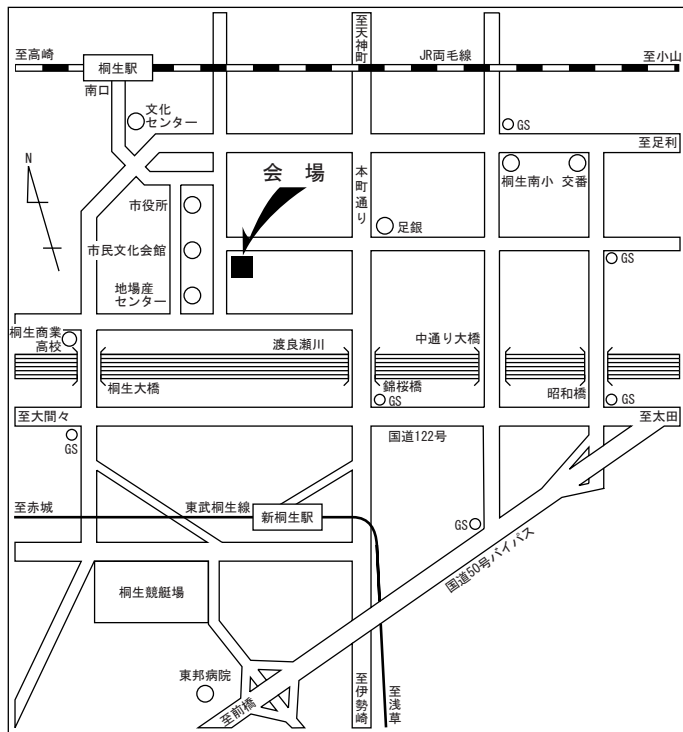 至高崎
桐生駅
至天神町
JR両毛線
至小山
南口
文化
センター
GS
至足利
N
会場
本町通り
桐生南小
交番
市役所
足銀
市民文化会館
GS
地場産
センター
桐生商業
高校
渡良瀬川
中通り大橋
桐生大橋
錦桜橋
昭和橋
GS
GS
至大間々
至太田
GS
国道122号
至赤城
東武桐生線
新桐生駅
GS
国道50号バイパス
桐生競艇場
東邦病院
至前橋
至伊勢崎
至浅草